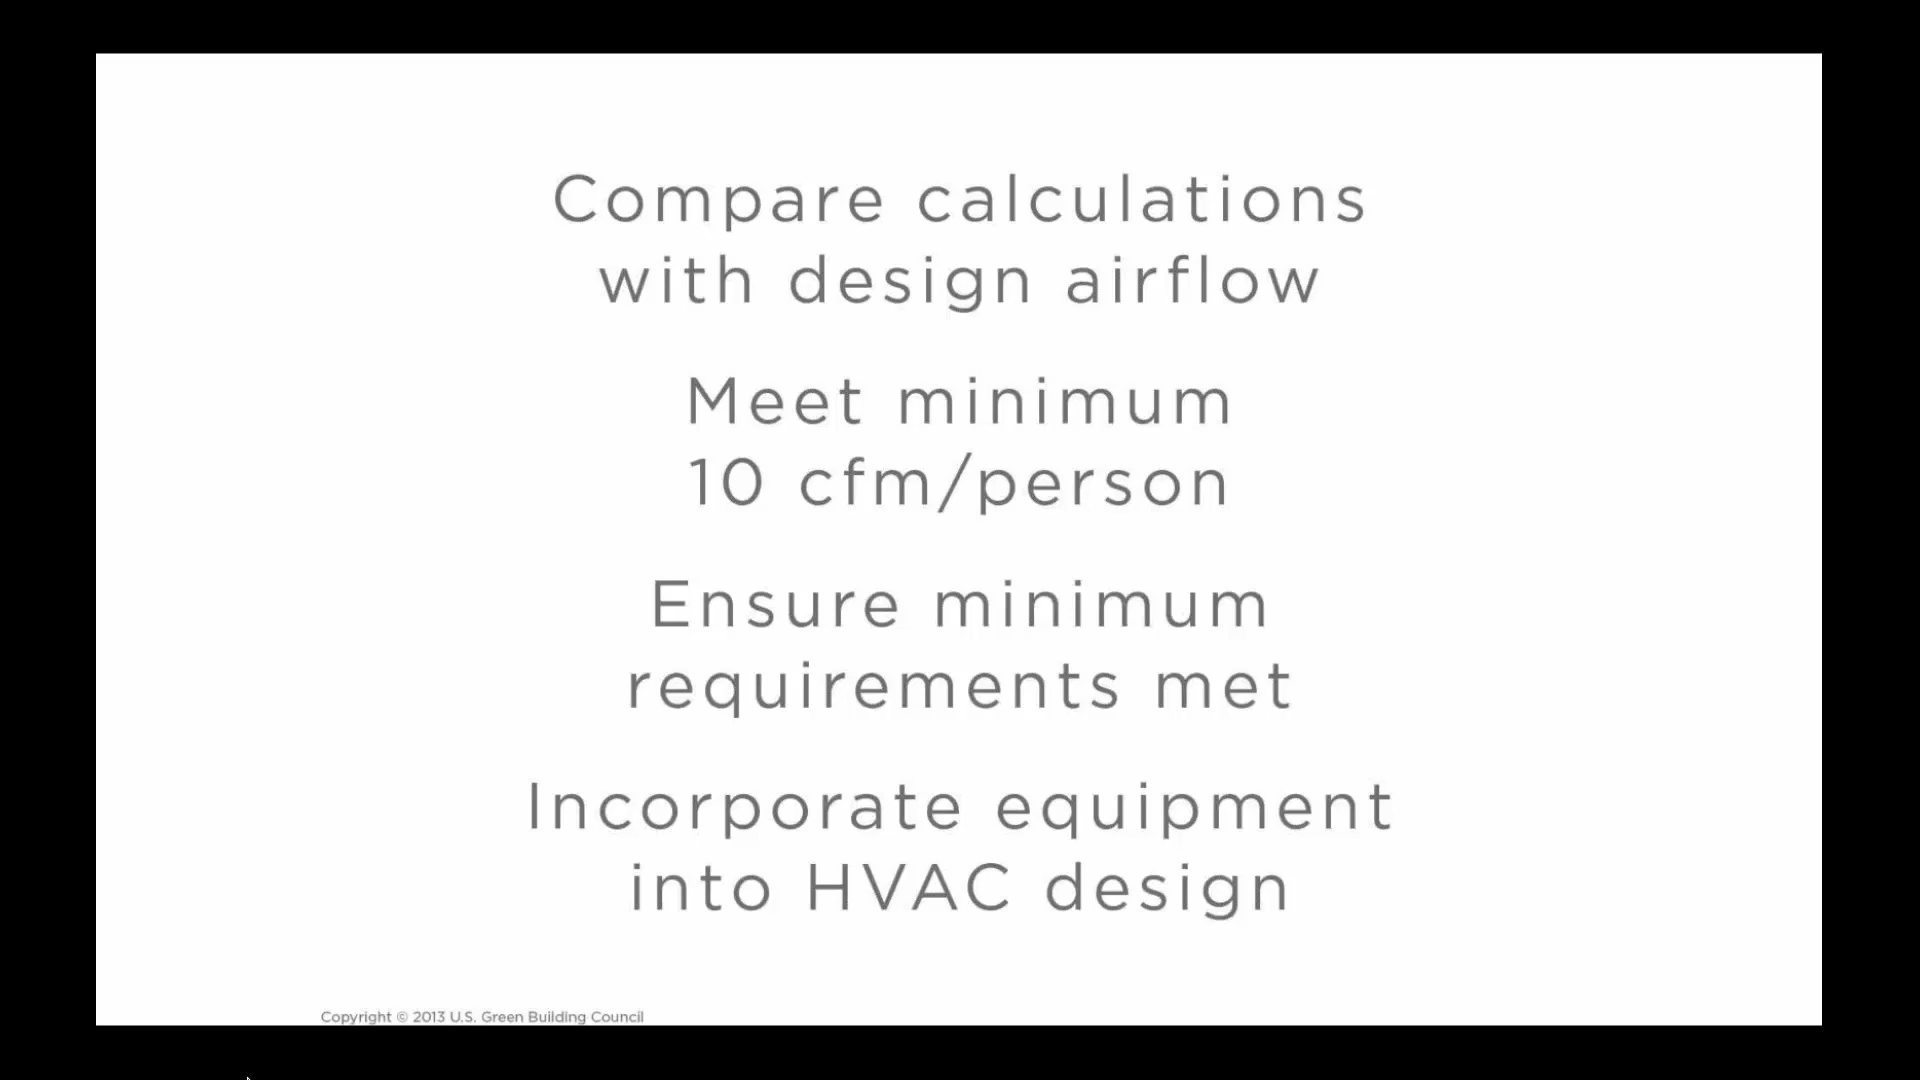 Compare calculations
with design airflow
Meet minimum
10 cfm/person
Ensure minimum
requirements met
Incorporate equipment
into HVAC design
Copyright © 2013 U.S. Green Building Council